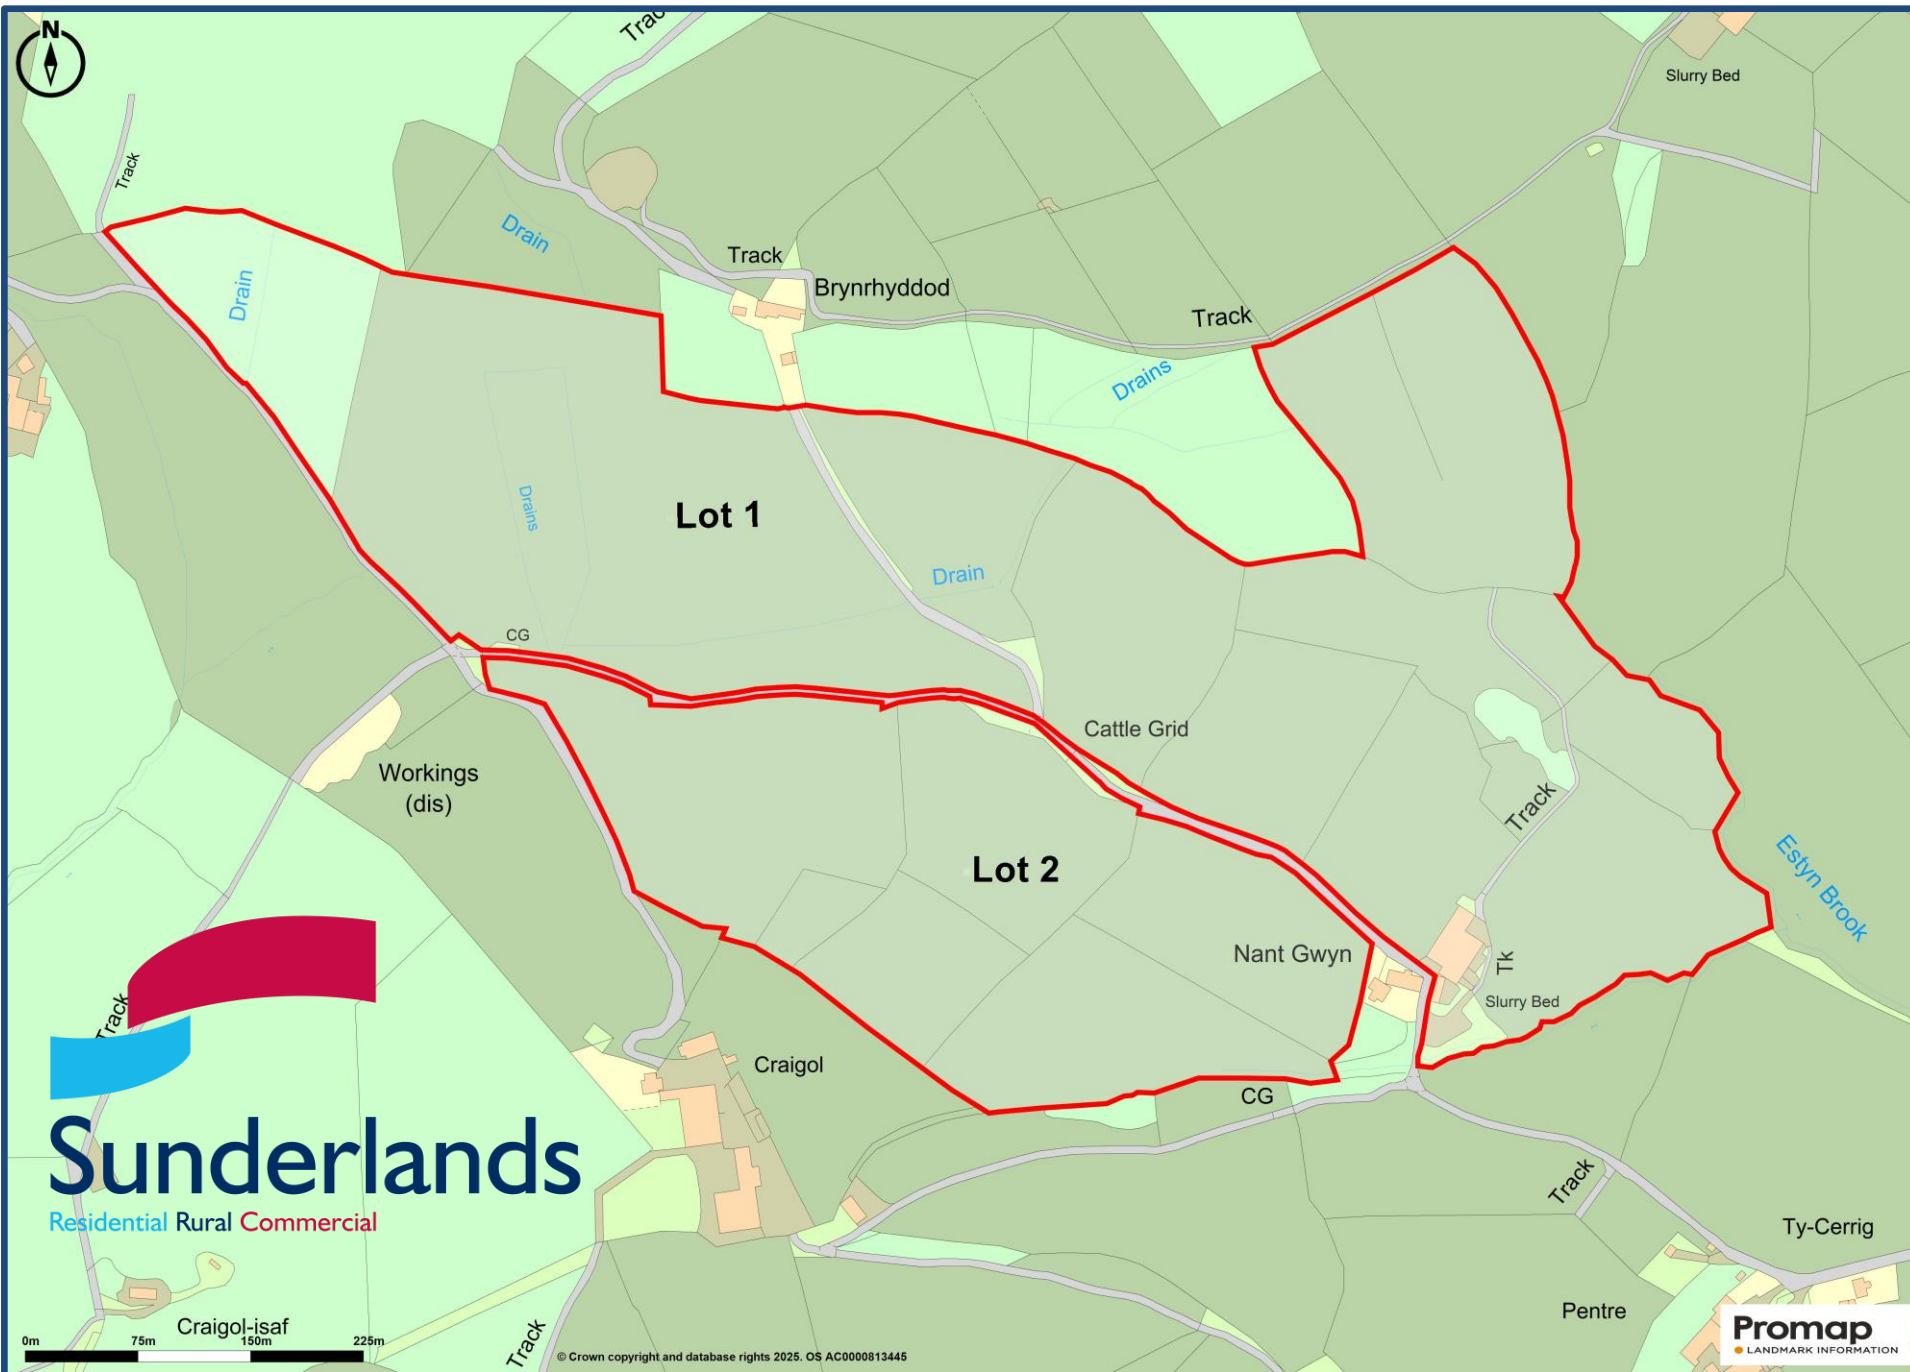 N
Track
Slurry Bed
Track
Drain
Drain
Track
Brynrhyddod
Track
Drains
Drains
Lot 1
Drain
CG
Cattle Grid
Workings
(dis)
Track
Lot 2
Estyn Brook
Nant Gwyn
Tk
Slurry Bed
Track
Craigol
CG
Sunderlands
Residential Rural Commercial
Track
Ty-Cerrig
Pentre
Craigol-isaf
0m 75m 150m 225m
Track
© Crown copyright and database rights 2025. OS AC0000813445
Promap
LANDMARK INFORMATION